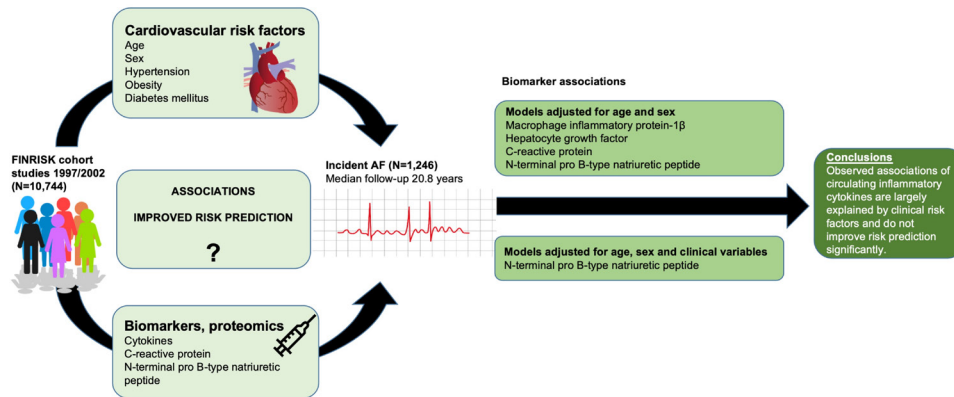 Cardiovascular risk factors
Age
Sex
Hypertension
Obesity
Diabetes mellitus
FINRISK cohort
studies 1997/2002
(N=10,744)
ASSOCIATIONS
IMPROVED RISK PREDICTION
?
Biomarkers, proteomics
Cytokines
C-reactive protein
N-terminal pro B-type natriuretic
peptide
Incident AF (N=1,246)
Median follow-up 20.8 years
Biomarker associations
Models adjusted for age and sex
Macrophage inflammatory protein-1β
Hepatocyte growth factor
C-reactive protein
N-terminal pro B-type natriuretic peptide
Models adjusted for age, sex and clinical variables
N-terminal pro B-type natriuretic peptide
Conclusions
Observed associations of
circulating inflammatory
cytokines are largely
explained by clinical risk
factors and do not
improve risk prediction
significantly.